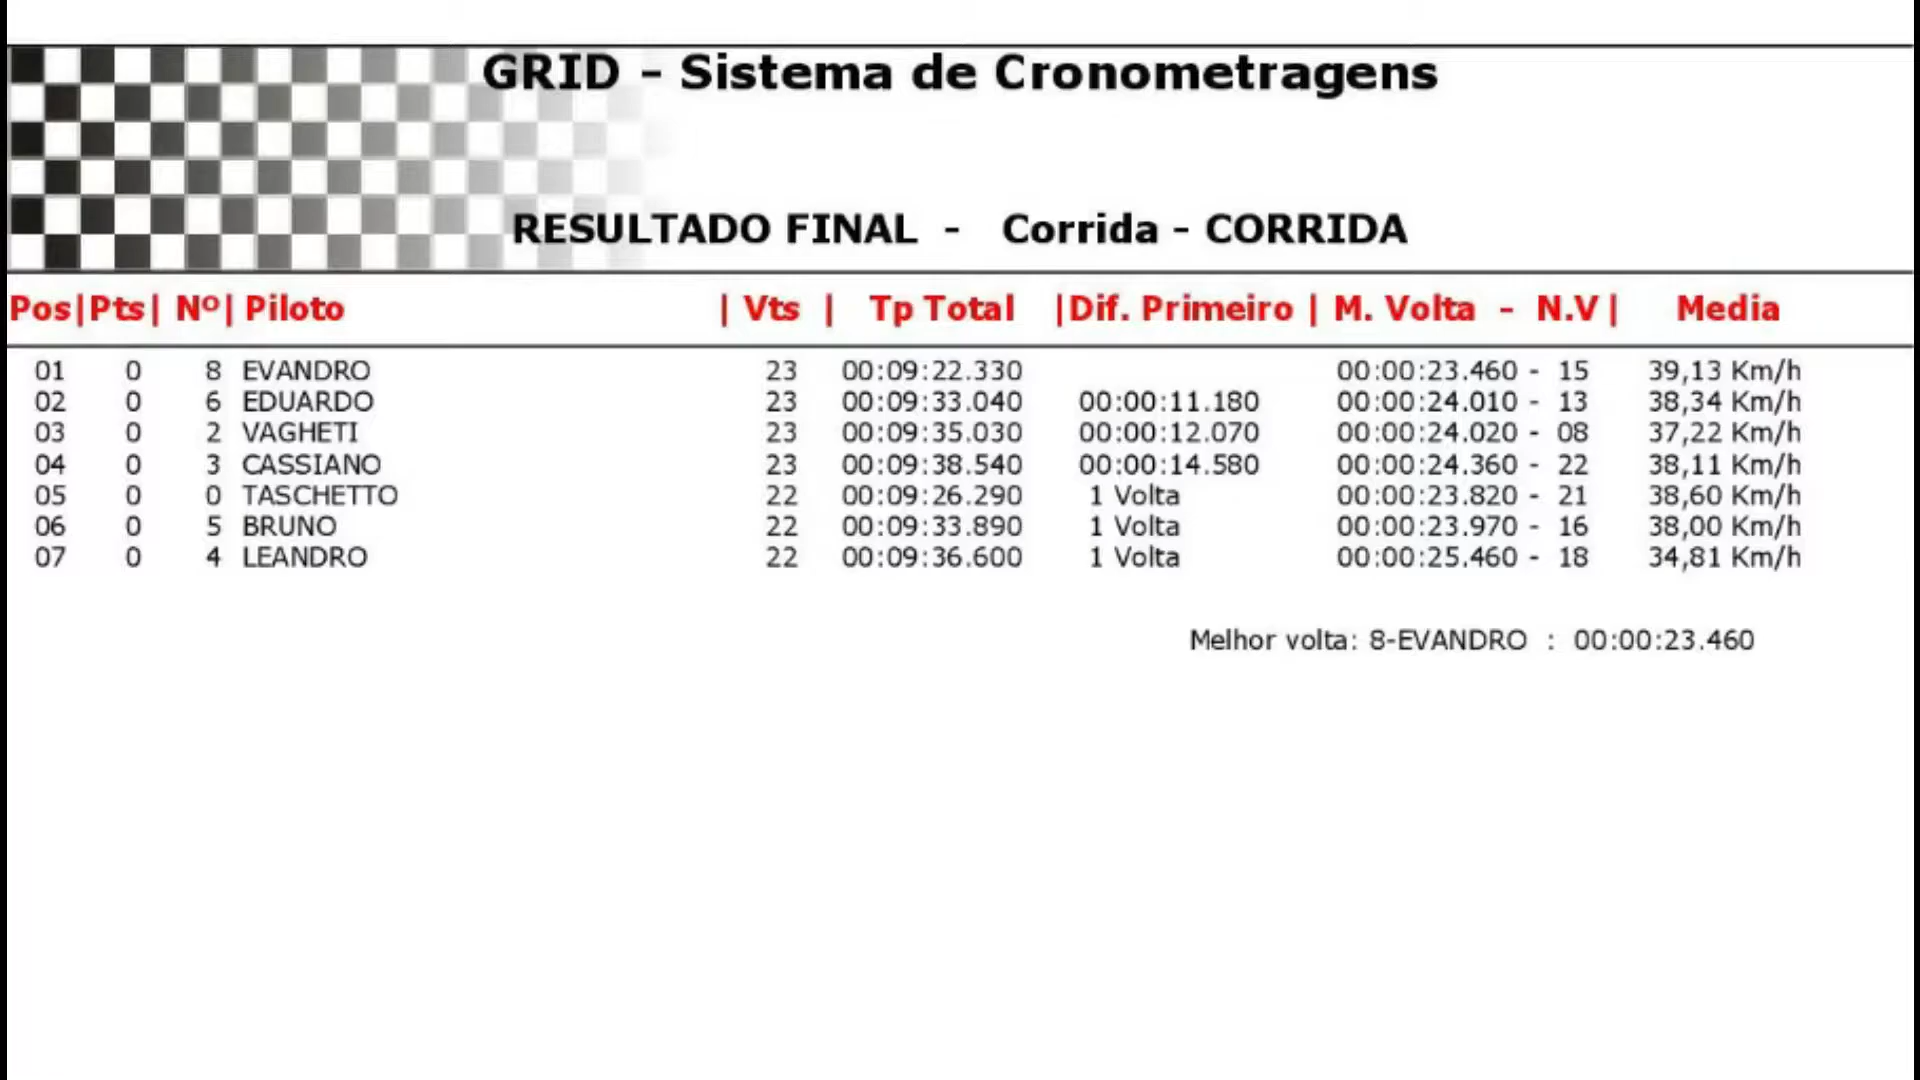 GRID - Sistema de Cronometragens
RESULTADO FINAL - Corrida - CORRIDA
Pos|Pts| Nº| Piloto | Vts | Tp Total |Dif. Primeiro | M. Volta - N.V | Media
01 0 8 EVANDRO 23 00:09:22.330 00:00:23.460 - 15 39,13 Km/h
02 0 6 EDUARDO 23 00:09:33.040 00:00:11.180 00:00:24.010 - 13 38,34 Km/h
03 0 2 VAGHETI 23 00:09:35.030 00:00:12.070 00:00:24.020 - 08 37,22 Km/h
04 0 3 CASSIANO 23 00:09:38.540 00:00:14.580 00:00:24.360 - 22 38,11 Km/h
05 0 0 TASCHETTO 22 00:09:26.290 1 Volta 00:00:23.820 - 21 38,60 Km/h
06 0 5 BRUNO 22 00:09:33.890 1 Volta 00:00:23.970 - 16 38,00 Km/h
07 0 4 LEANDRO 22 00:09:36.600 1 Volta 00:00:25.460 - 18 34,81 Km/h
Melhor volta: 8-EVANDRO : 00:00:23.460